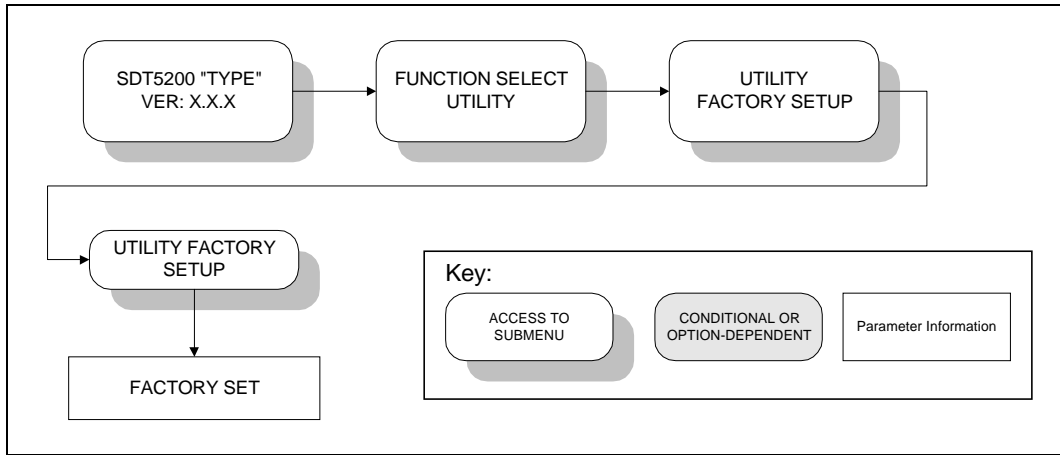 SDT5200 "TYPE"
VER: X.X.X
FUNCTION SELECT
UTILITY
UTILITY
FACTORY SETUP
UTILITY FACTORY
SETUP
FACTORY SET
Key:
ACCESS TO
SUBMENU
CONDITIONAL OR
OPTION-DEPENDENT
Parameter Information